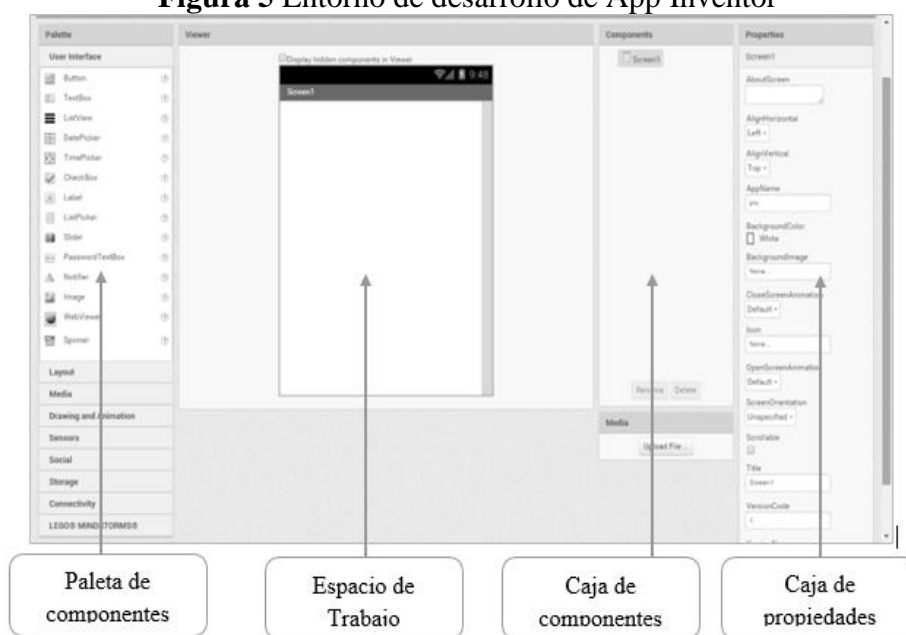 Figura 5 Entorno de desarrollo de App Inventor
Palette
User Interface
Button
TextBox
ListView
DatePicker
TimePicker
CheckBox
Label
ListPicker
Slider
PasswordTextBox
Notifier
Image
WebViewer
Spinner
Layout
Media
Drawing and Animation
Sensors
Social
Storage
Connectivity
LEGO® MINDSTORMS®
Viewer
Display hidden components in Viewer
9:48
Screen1
Components
Screen1
Rename Delete
Media
Upload File ...
Properties
Screen1
AboutScreen
AlignHorizontal
Left
AlignVertical
Top
AppName
BackgroundColor
White
BackgroundImage
None...
CloseScreenAnimation
Default
Icon
None...
OpenScreenAnimation
Default
ScreenOrientation
Unspecified
Scrollable
Title
Screen1
VersionCode
1
Paleta de
componentes
Espacio de
Trabajo
Caja de
componentes
Caja de
propiedades